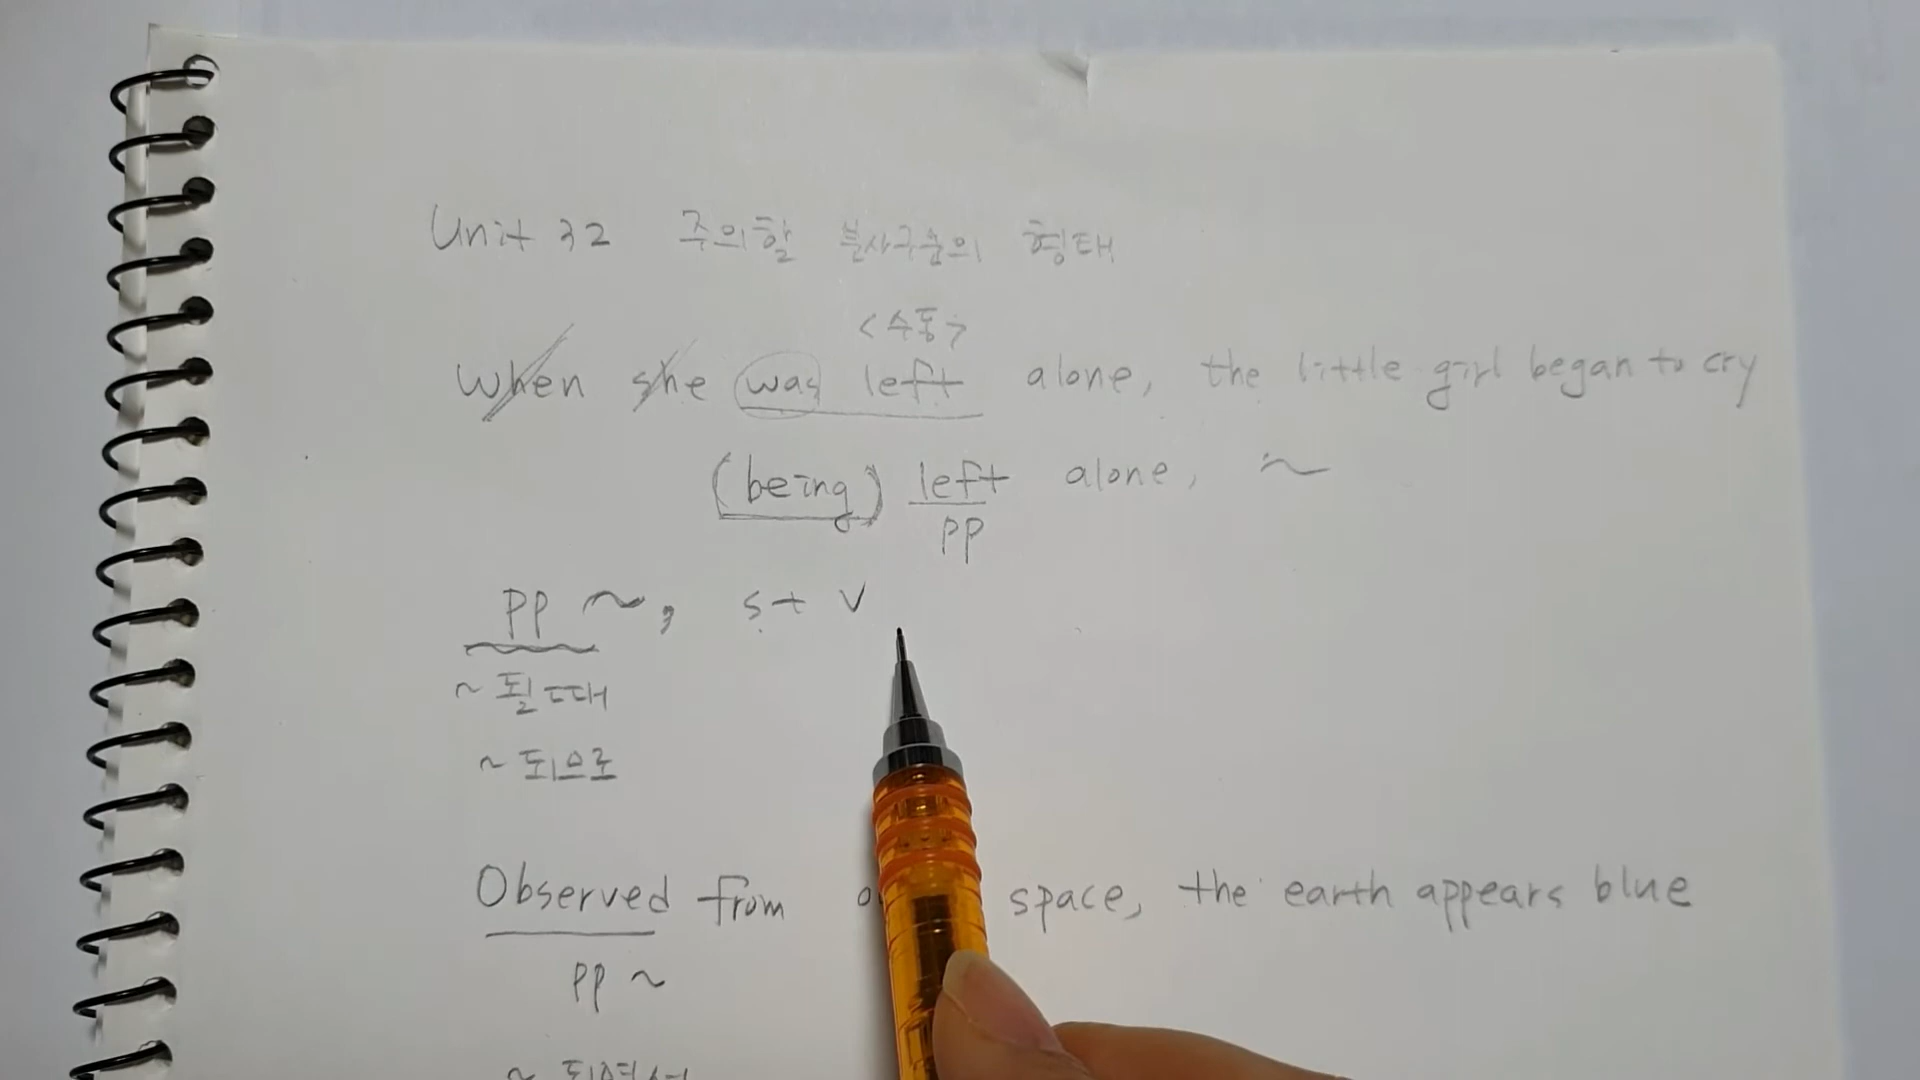 Unit 32 주의할 분사구문의 형태
<수동>
When she was left alone, the little girl began to cry
(being) left alone, ~
PP
PP ~, S + V
~ 될 때
~ 되므로
Observed from space, the earth appears blue
PP ~